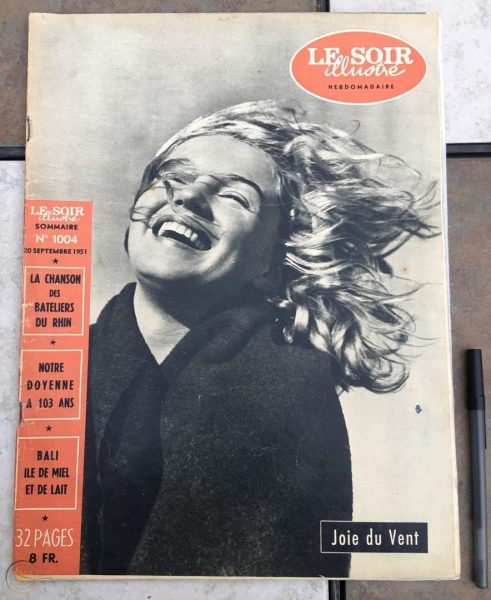 LE SOIR
illustré
HEBDOMADAIRE
LE SOIR
illustré
SOMMAIRE
N° 1004
20 SEPTEMBRE 1951
LA CHANSON
DES
BATELIERS
DU RHIN
NOTRE
DOYENNE
A 103 ANS
BALI
ILE DE MIEL
ET DE LAIT
32 PAGES
8 FR.
Joie du Vent